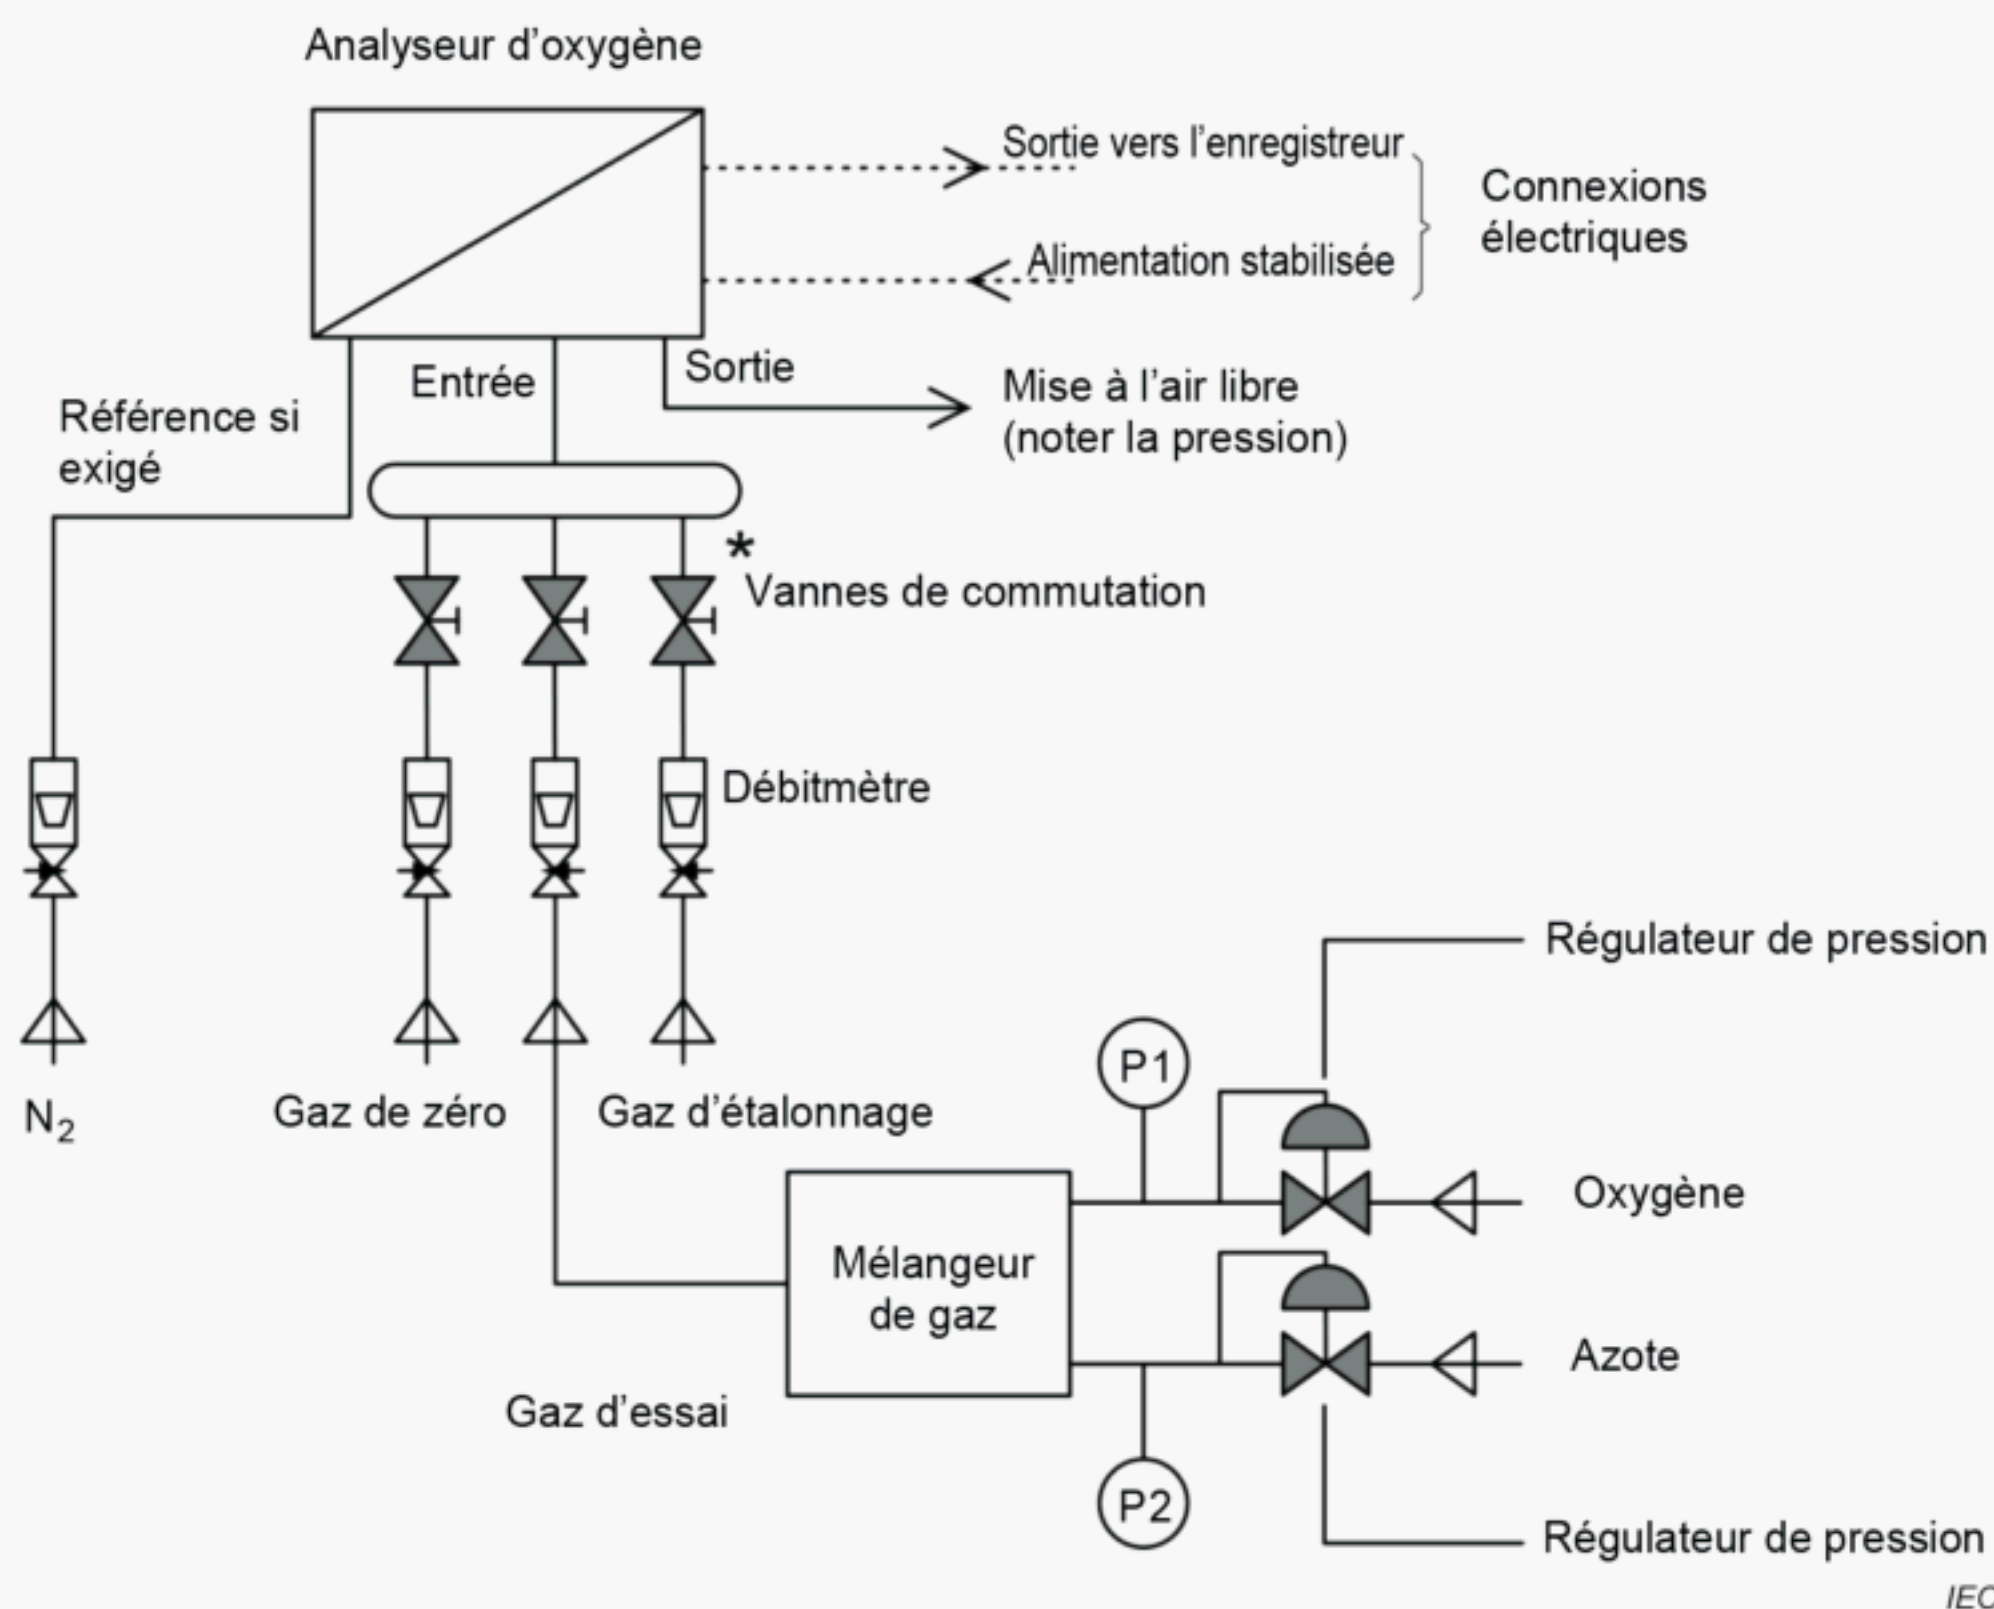 Analyseur d’oxygène
Sortie vers l’enregistreur
Connexions
électriques
Alimentation stabilisée
Entrée
Sortie
Mise à l’air libre
(noter la pression)
Référence si
exigé
*
Vannes de commutation
Débitmètre
Régulateur de pression
P1
N2
Gaz de zéro
Gaz d’étalonnage
Oxygène
Mélangeur
de gaz
Azote
Gaz d’essai
P2
Régulateur de pression
IEC